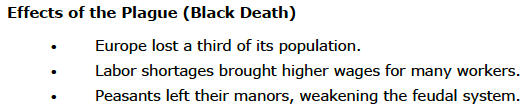 Effects of the Plague (Black Death)
• Europe lost a third of its population.
• Labor shortages brought higher wages for many workers.
• Peasants left their manors, weakening the feudal system.